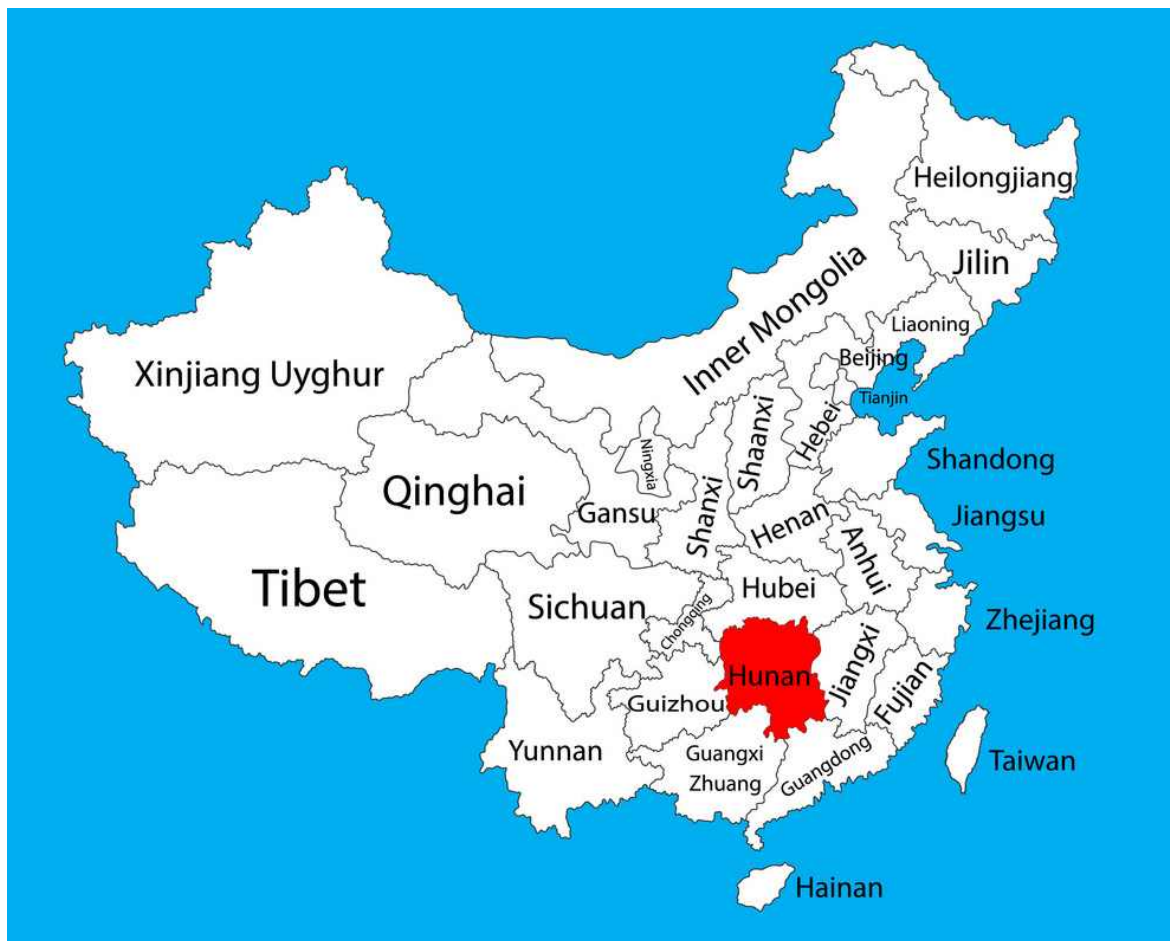 Heilongjiang
Jilin
Inner Mongolia
Liaoning
Beijing
Xinjiang Uyghur
Tianjin
Hebei
Shaanxi
Ningxia
Shandong
Qinghai
Gansu
Shanxi
Henan
Jiangsu
Anhui
Tibet
Sichuan
Chongqing
Hubei
Zhejiang
Hunan
Jiangxi
Fujian
Guizhou
Yunnan
Guangxi
Zhuang
Guangdong
Taiwan
Hainan